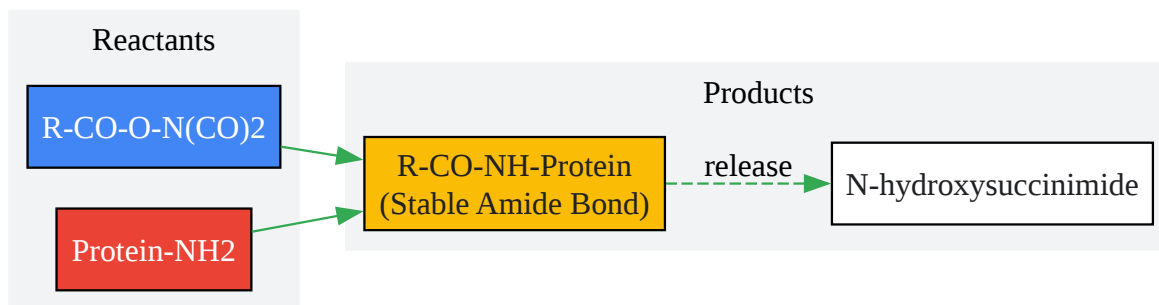 Reactants
R-CO-O-N(CO)2
Protein-NH2
Products
R-CO-NH-Protein
(Stable Amide Bond)
release
N-hydroxysuccinimide